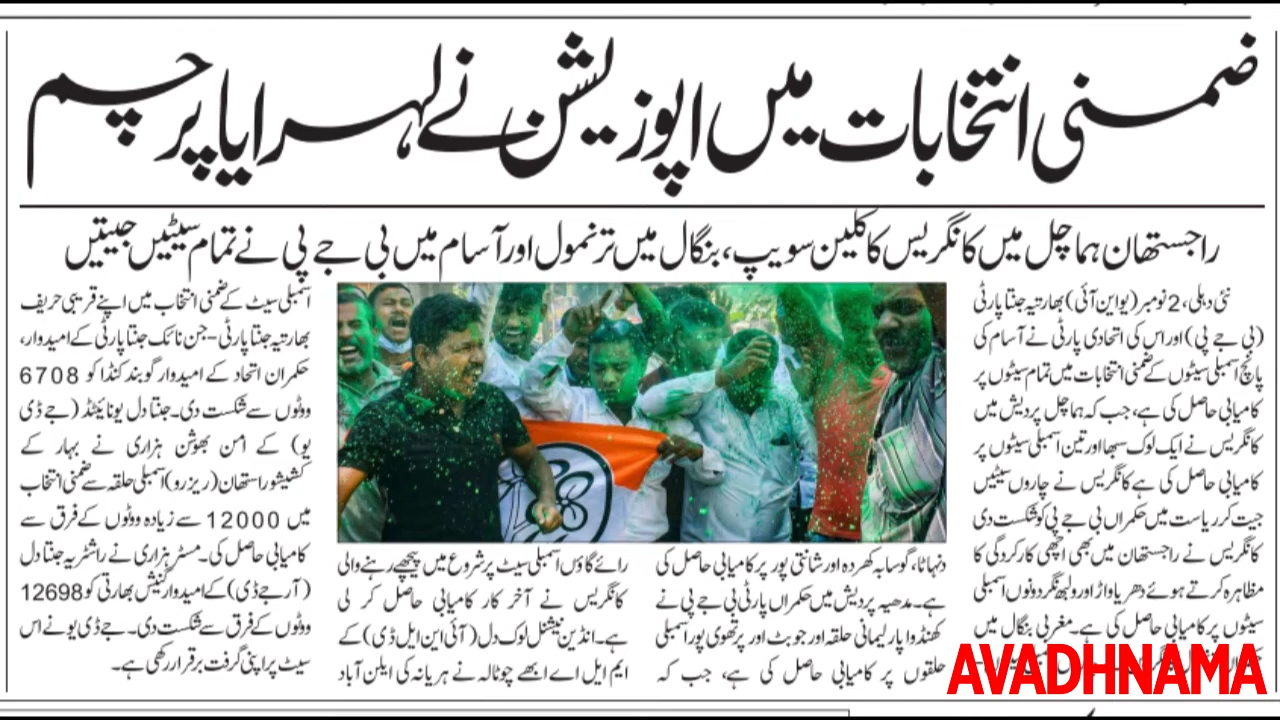 ضمنی انتخابات میں اپوزیشن نے لہرایا پرچم
راجستھان ہماچل میں کانگریس کا کلین سویپ، بنگال میں ترنمول اور آسام میں بی جے پی نے تمام سیٹیں جیتیں
نئی دہلی، 2 نومبر (یو این آئی) بھارتیہ جنتا پارٹی
(بی جے پی) اور اس کی اتحادی پارٹی نے آسام کی
پانچ اسمبلی سیٹوں کے ضمنی انتخابات میں تمام سیٹوں پر
کامیابی حاصل کی ہے، جب کہ ہماچل پردیش میں
کانگریس نے ایک لوک سبھا اور تین اسمبلی سیٹوں پر
کامیابی حاصل کی ہے کانگریس نے چاروں سیٹیں
جیت کر ریاست میں حکمراں بی جے پی کو شکست دی
کانگریس نے راجستھان میں بھی اچھی کارکردگی کا
مظاہرہ کرتے ہوئے دھریاواڑ اور ولبھ نگر دونوں اسمبلی
سیٹوں پر کامیابی حاصل کی ہے۔ مغربی بنگال میں
دنہاٹا، گوسابہ کھردہ اور شانتی پور پر کامیابی حاصل کی
ہے۔ مدھیہ پردیش میں حکمراں پارٹی بی جے پی نے
کھنڈوا پارلیمانی حلقہ اور جوبٹ اور پرتھوی پور اسمبلی
حلقوں پر کامیابی حاصل کی ہے، جب کہ
رائے گاؤں اسمبلی سیٹ پر شروع میں پیچھے رہنے والی
کانگریس نے آخر کار کامیابی حاصل کر لی
ہے۔ انڈین نیشنل لوک دل (آئی این ایل ڈی) کے
ایم ایل اے ابھے چوٹالہ نے ہریانہ کی ایلن آباد
اسمبلی سیٹ کے ضمنی انتخاب میں اپنے قریبی حریف
بھارتیہ جنتا پارٹی-جن نائک جنتا پارٹی کے امیدوار،
حکمران اتحاد کے امیدوار گوبند کنڈا کو 6708
ووٹوں سے شکست دی۔ جنتا دل یونائیٹڈ (جے ڈی
یو) کے امن بھوشن ہزاری نے بہار کے
کشیشور استھان (ریزرو) اسمبلی حلقہ سے ضمنی انتخاب
میں 12000 سے زیادہ ووٹوں کے فرق سے
کامیابی حاصل کی۔ مسٹر ہزاری نے راشٹریہ جنتا دل
(آر جے ڈی) کے امیدوار گنیش بھارتی کو 12698
ووٹوں کے فرق سے شکست دی۔ جے ڈی یو نے اس
سیٹ پر اپنی گرفت برقرار رکھی ہے۔
AVADHNAMA